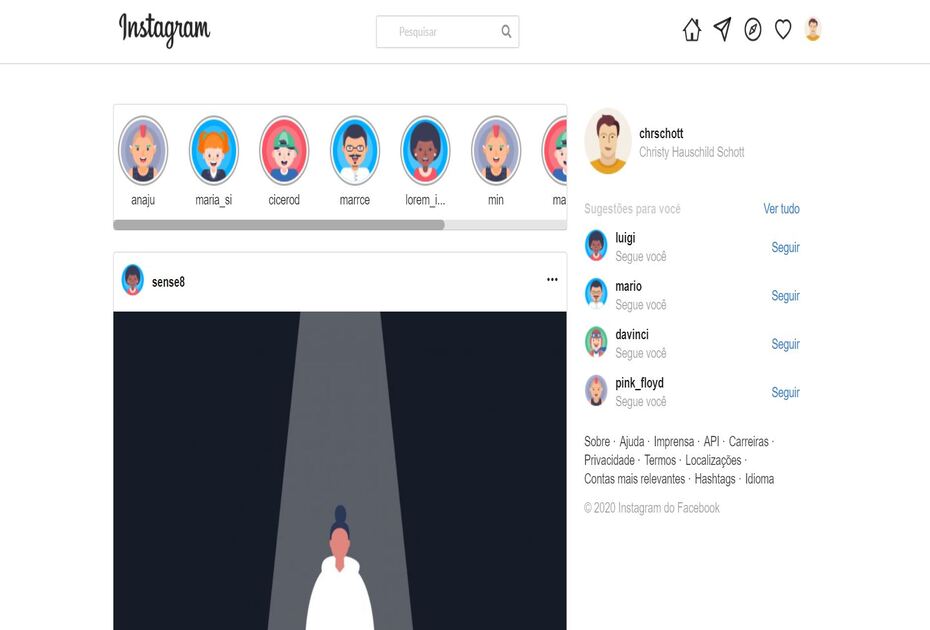 Instagram
Pesquisar
anaju maria_si cicerod marrce lorem_i... min ma
chrschott
Christy Hauschild Schott
Sugestões para você Ver tudo
luigi
Segue você Seguir
mario
Segue você Seguir
davinci
Segue você Seguir
pink_floyd
Segue você Seguir
sense8
Sobre · Ajuda · Imprensa · API · Carreiras ·
Privacidade · Termos · Localizações ·
Contas mais relevantes · Hashtags · Idioma
© 2020 Instagram do Facebook